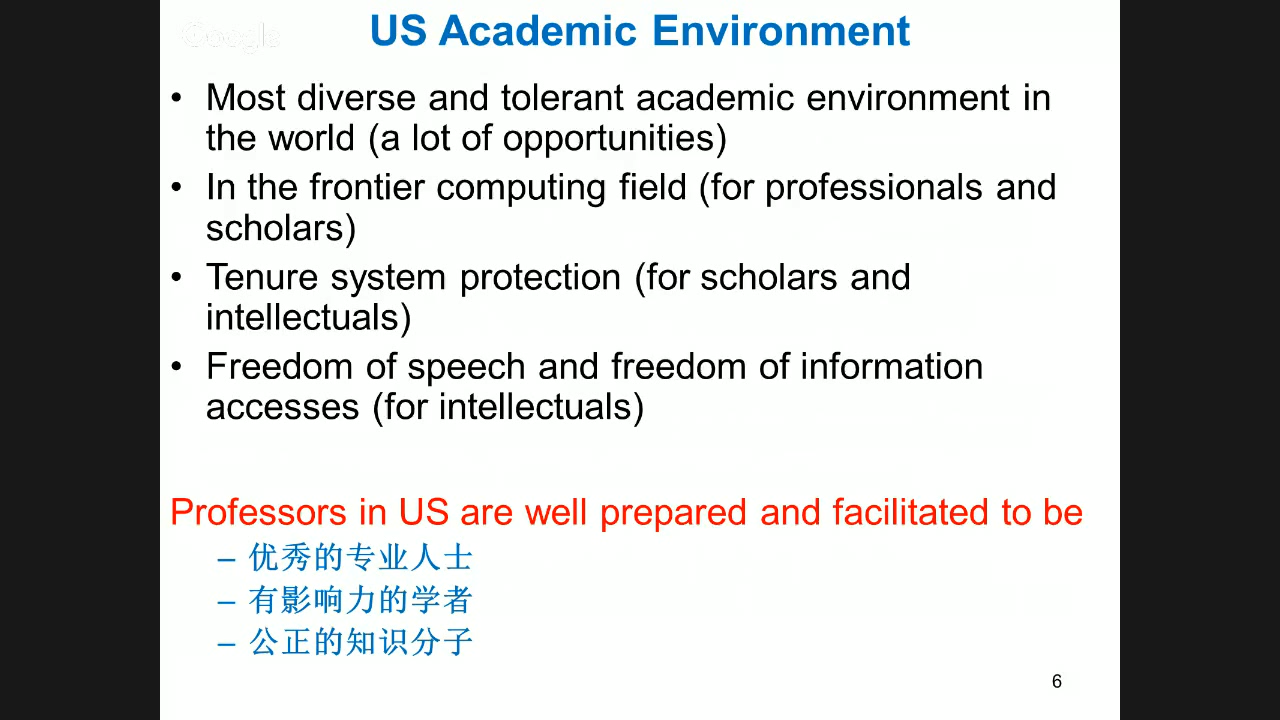 Google
US Academic Environment
• Most diverse and tolerant academic environment in
the world (a lot of opportunities)
• In the frontier computing field (for professionals and
scholars)
• Tenure system protection (for scholars and
intellectuals)
• Freedom of speech and freedom of information
accesses (for intellectuals)
Professors in US are well prepared and facilitated to be
– 优秀的专业人士
– 有影响力的学者
– 公正的知识分子
6